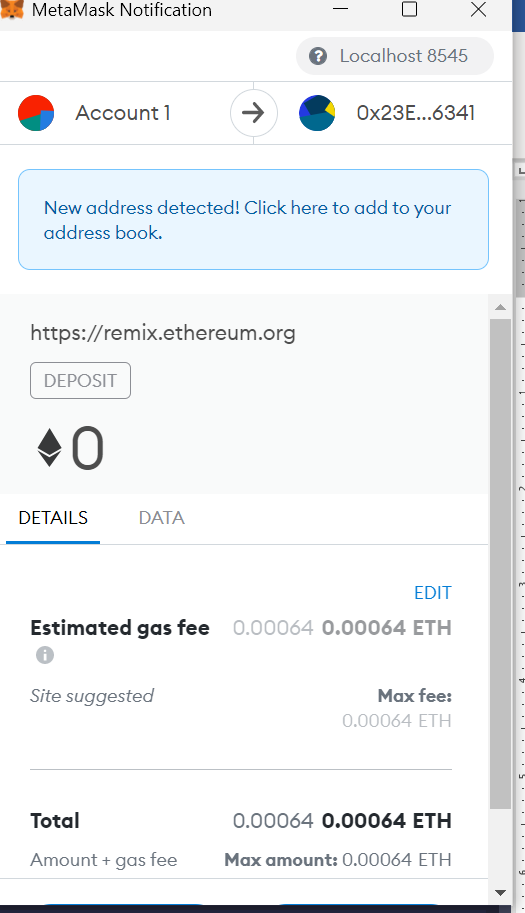 MetaMask Notification
Localhost 8545
Account 1
0x23E...6341
New address detected! Click here to add to your
address book.
https://remix.ethereum.org
DEPOSIT
0
DETAILS DATA
EDIT
Estimated gas fee 0.00064 0.00064 ETH
Site suggested Max fee:
0.00064 ETH
Total 0.00064 0.00064 ETH
Amount + gas fee Max amount: 0.00064 ETH